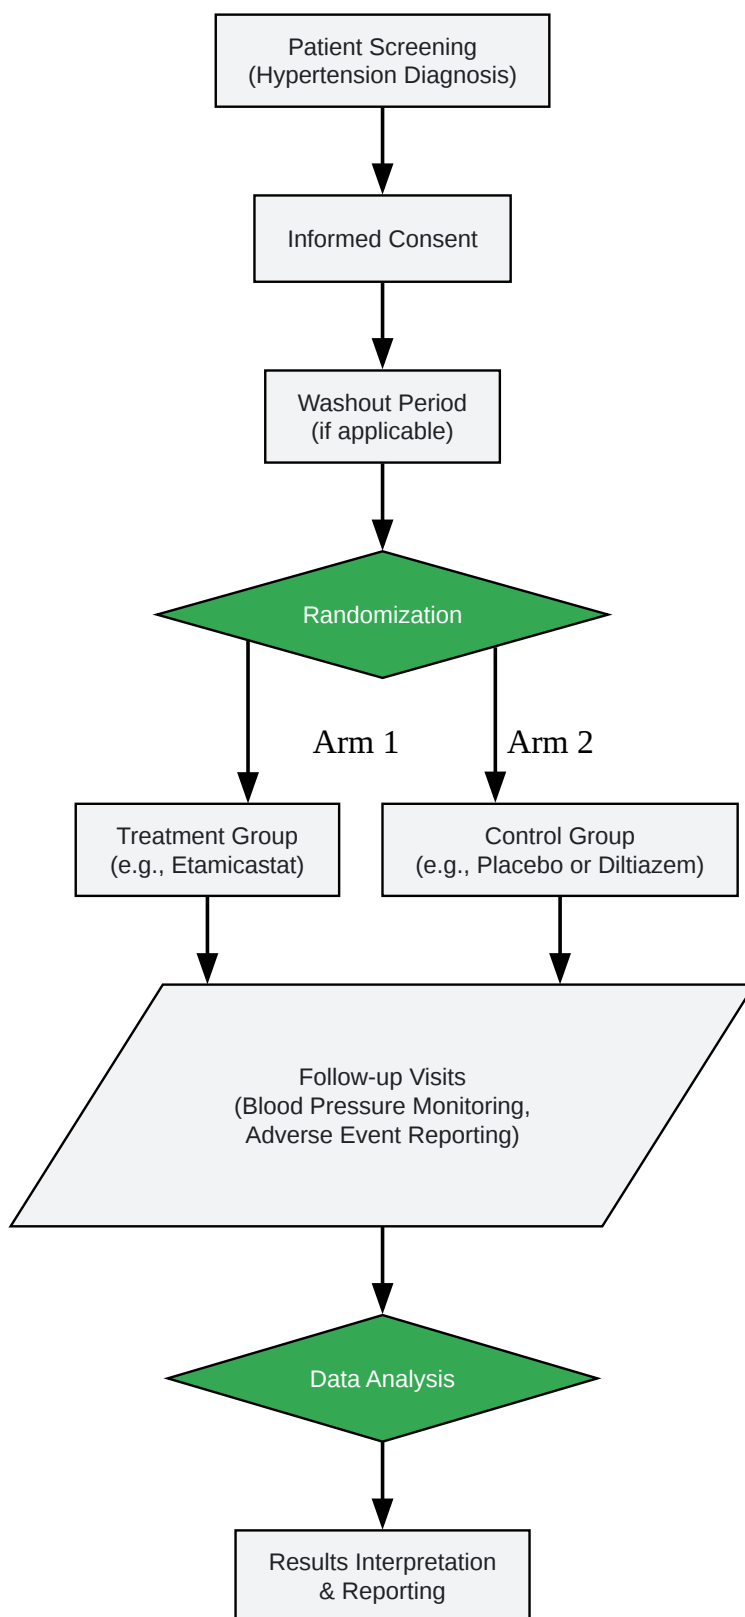 Patient Screening
(Hypertension Diagnosis)
Informed Consent
Washout Period
(if applicable)
Randomization
Arm 1
Arm 2
Treatment Group
(e.g., Etamicastat)
Control Group
(e.g., Placebo or Diltiazem)
Follow-up Visits
(Blood Pressure Monitoring,
Adverse Event Reporting)
Data Analysis
Results Interpretation
& Reporting